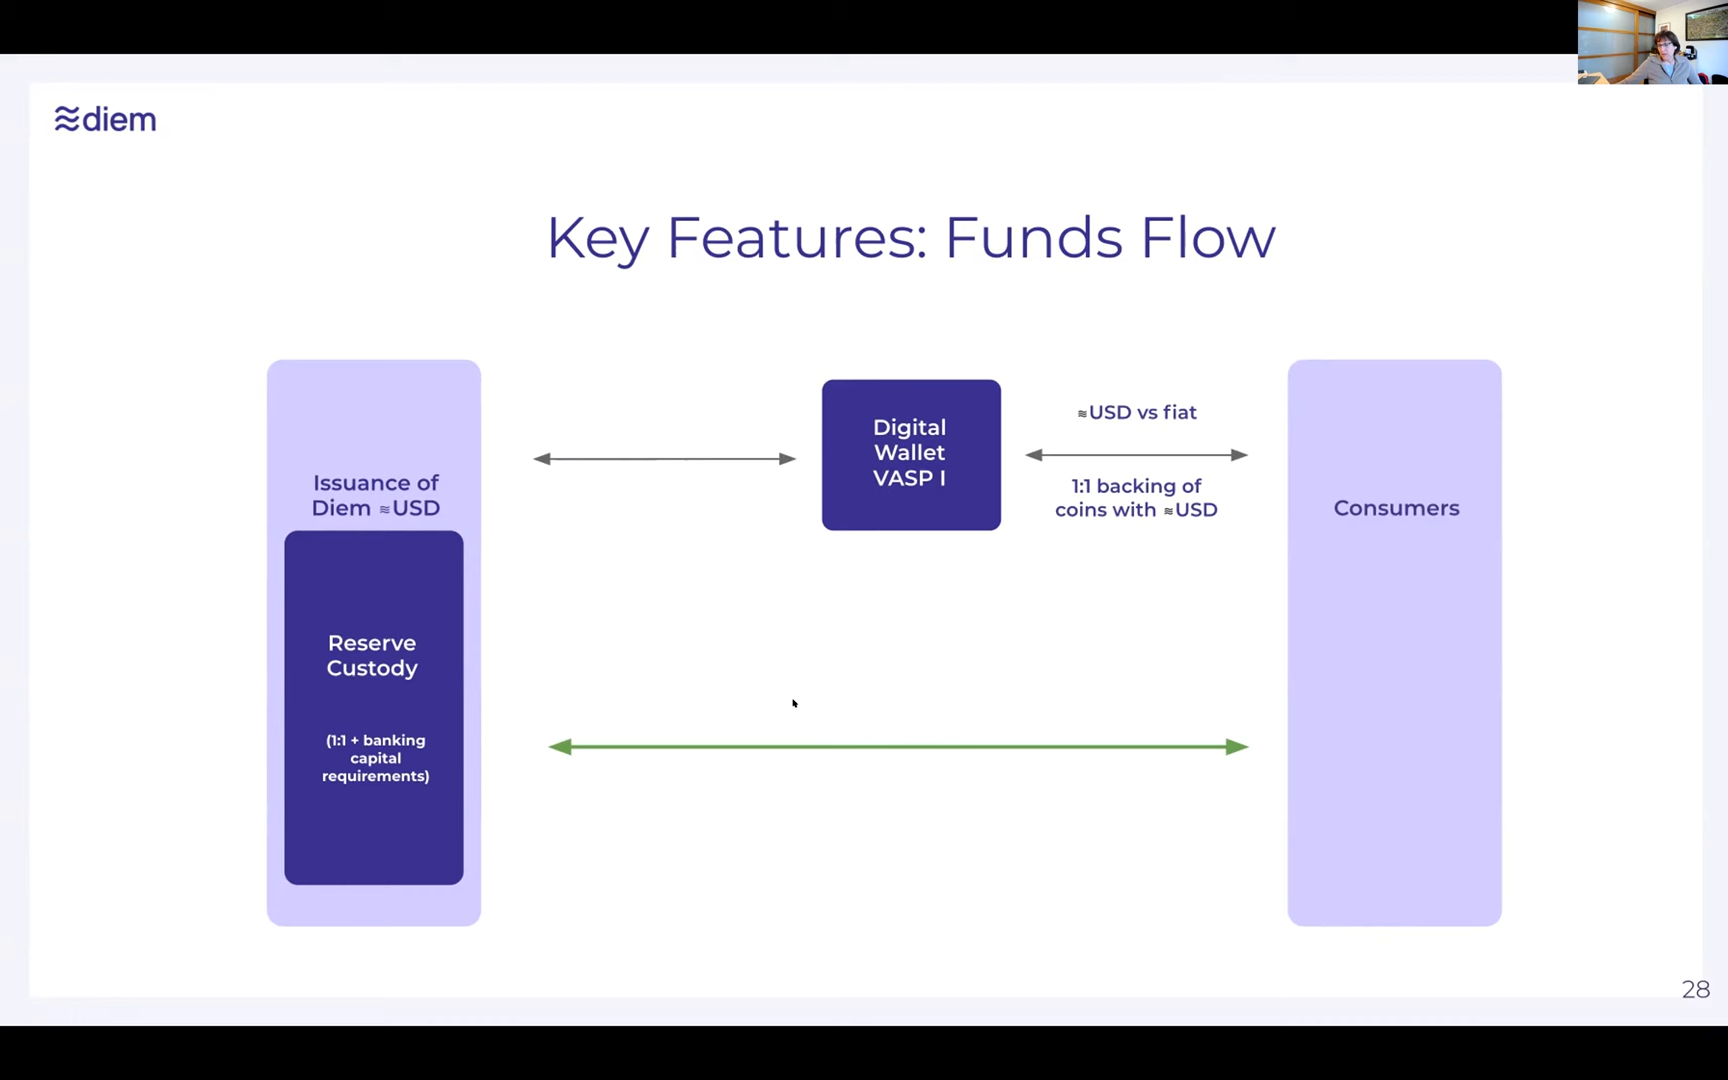 ≋diem
Key Features: Funds Flow
Issuance of
Diem ≋USD
Reserve
Custody
(1:1 + banking
capital
requirements)
Digital
Wallet
VASP I
≋USD vs fiat
1:1 backing of
coins with ≋USD
Consumers
28